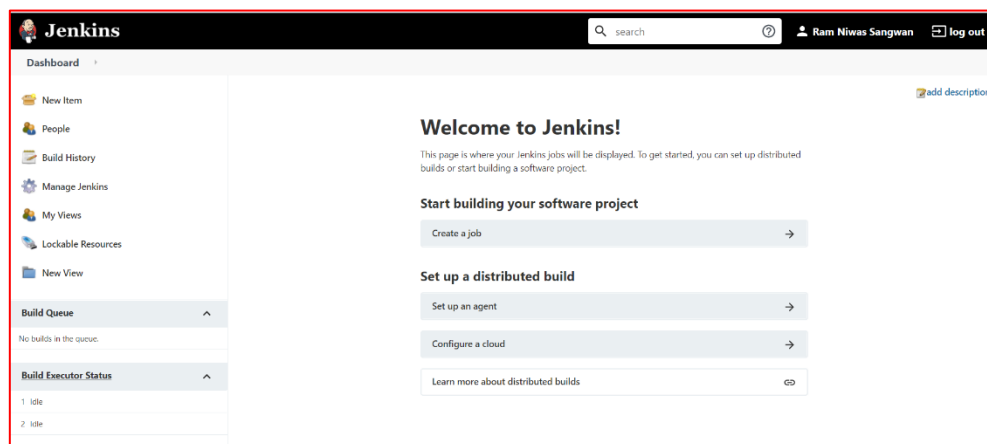 Jenkins
search
Ram Niwas Sangwan
log out
Dashboard
add description
New Item
People
Build History
Manage Jenkins
My Views
Lockable Resources
New View
Build Queue
No builds in the queue.
Build Executor Status
1 Idle
2 Idle
Welcome to Jenkins!
This page is where your Jenkins jobs will be displayed. To get started, you can set up distributed
builds or start building a software project.
Start building your software project
Create a job
Set up a distributed build
Set up an agent
Configure a cloud
Learn more about distributed builds